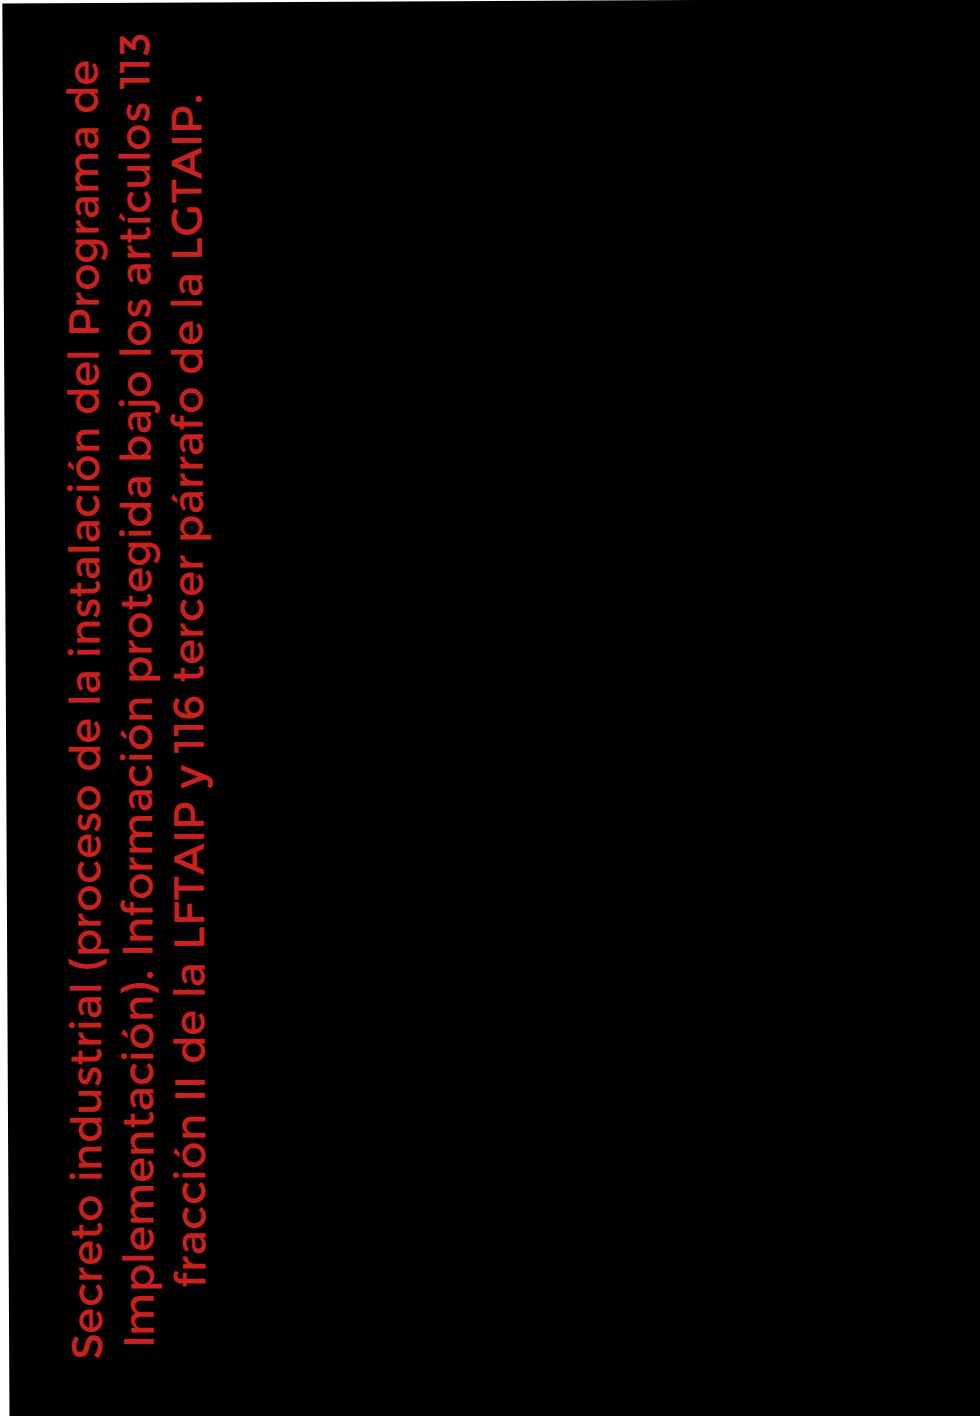 Secreto industrial (proceso de la instalación del Programa de
Implementación). Información protegida bajo los artículos 113
fracción II de la LFTAIP y 116 tercer párrafo de la LGTAIP.